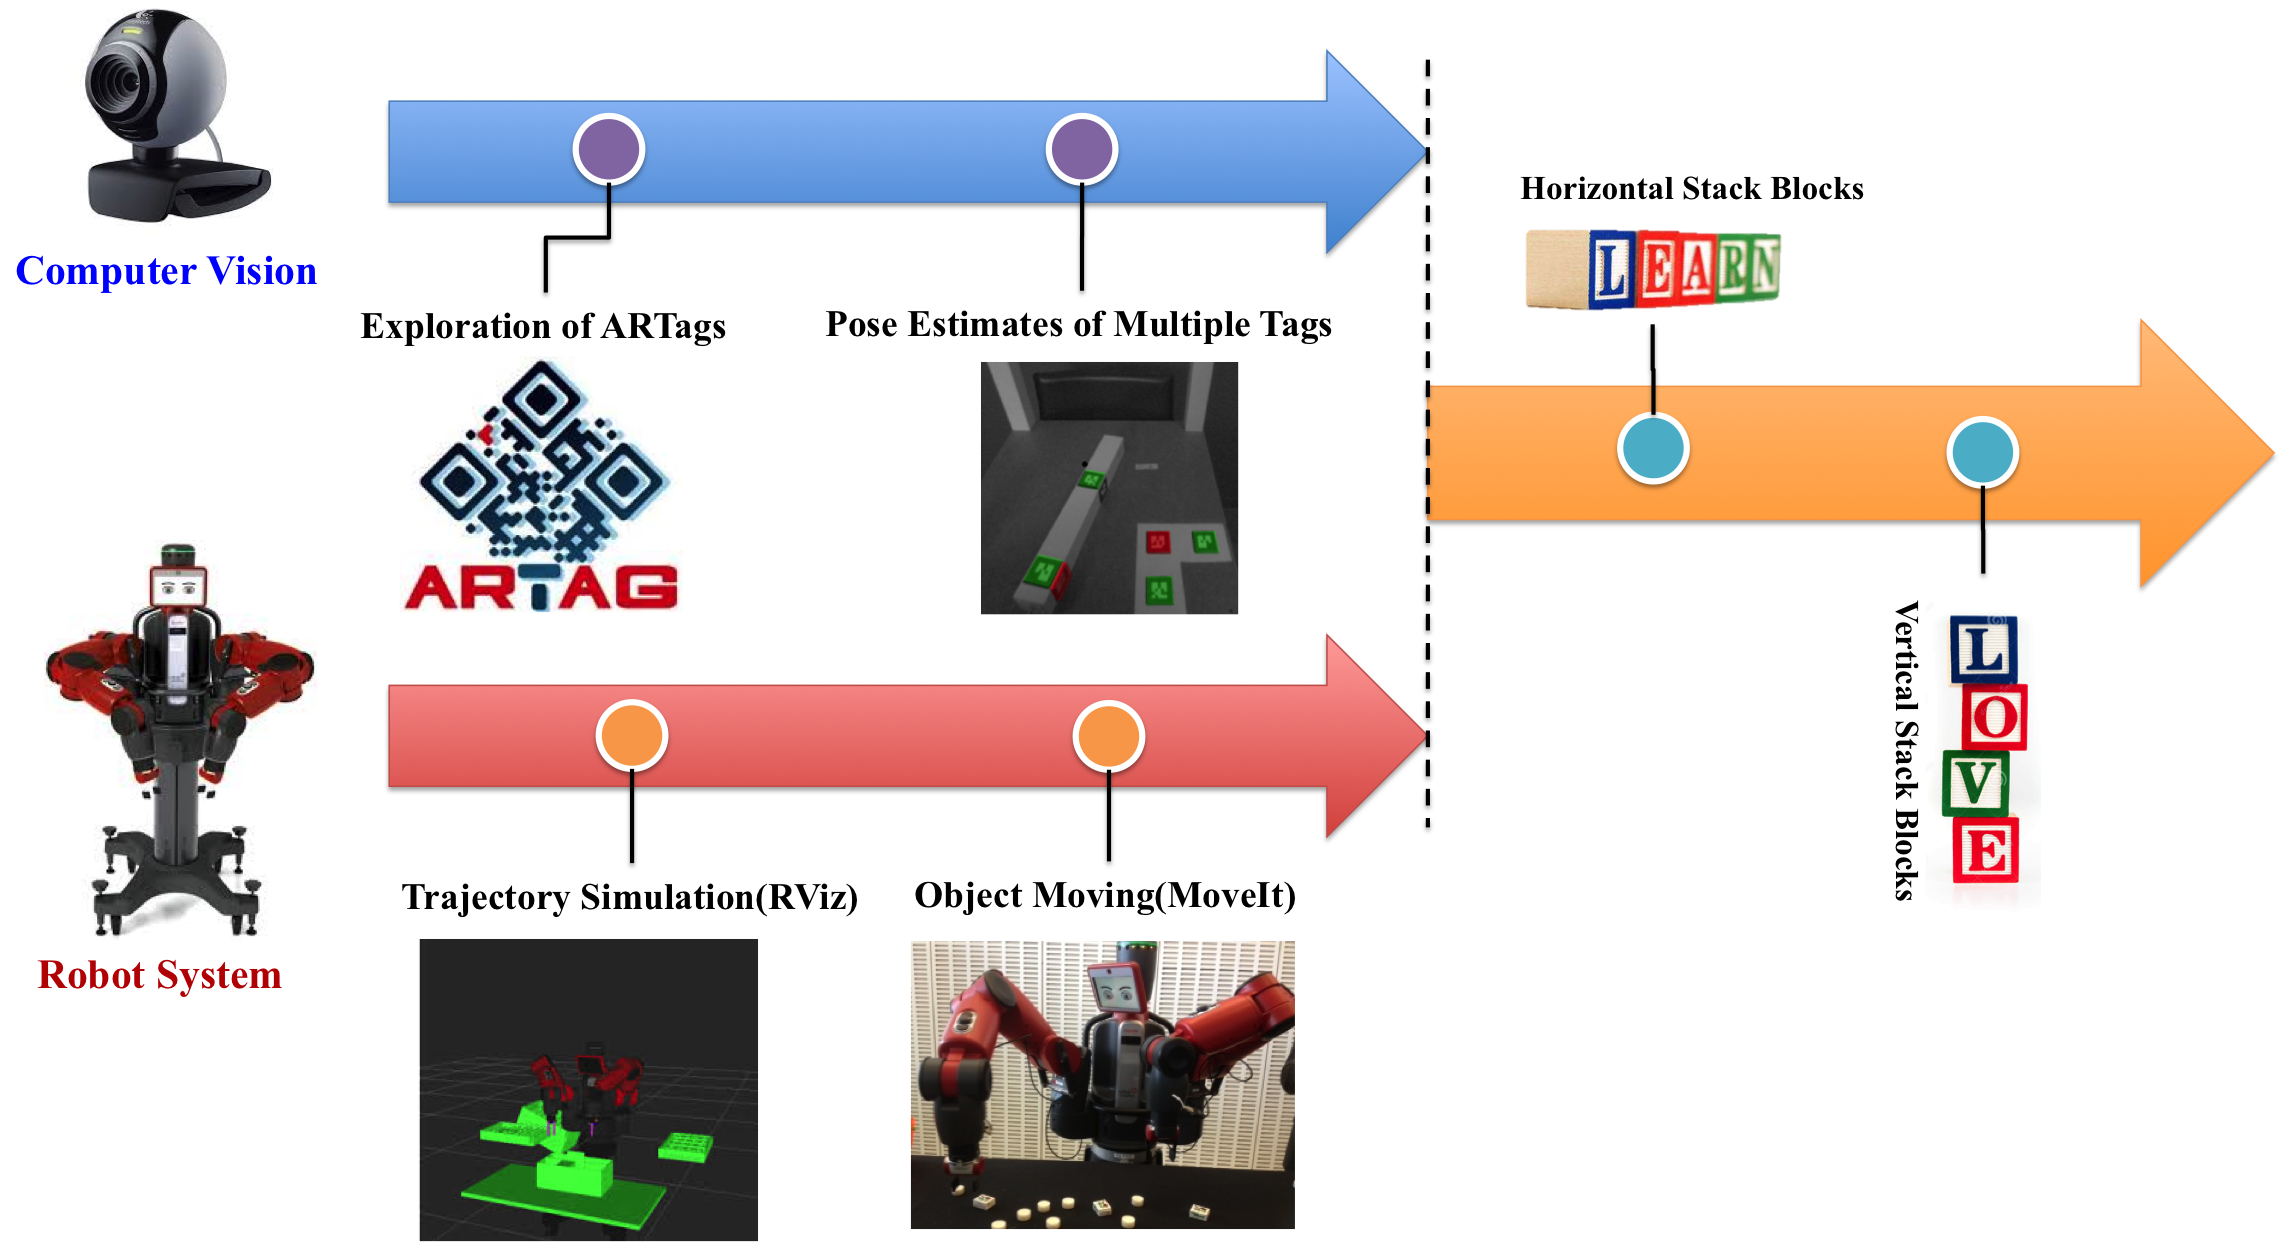 Computer Vision
Exploration of ARTags
ARTAG
Pose Estimates of Multiple Tags
Horizontal Stack Blocks
LEARN
Vertical Stack Blocks
L
O
V
E
Robot System
Trajectory Simulation(RViz)
Object Moving(MoveIt)